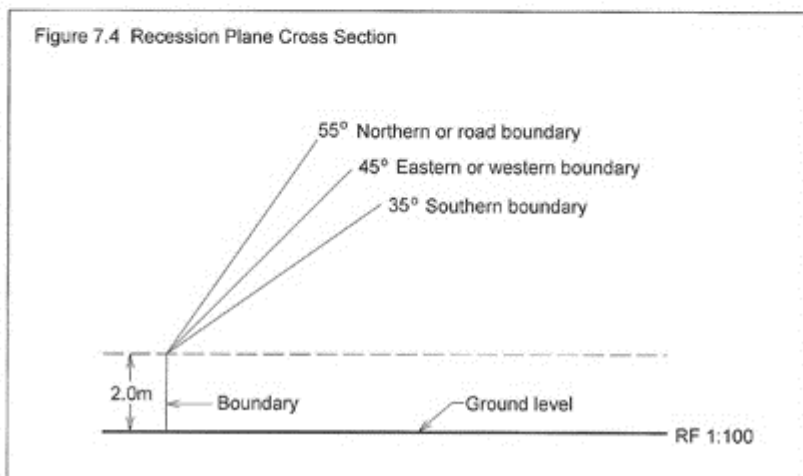 Figure 7.4 Recession Plane Cross Section
55° Northern or road boundary
45° Eastern or western boundary
35° Southern boundary
2.0m
Boundary
Ground level
RF 1:100